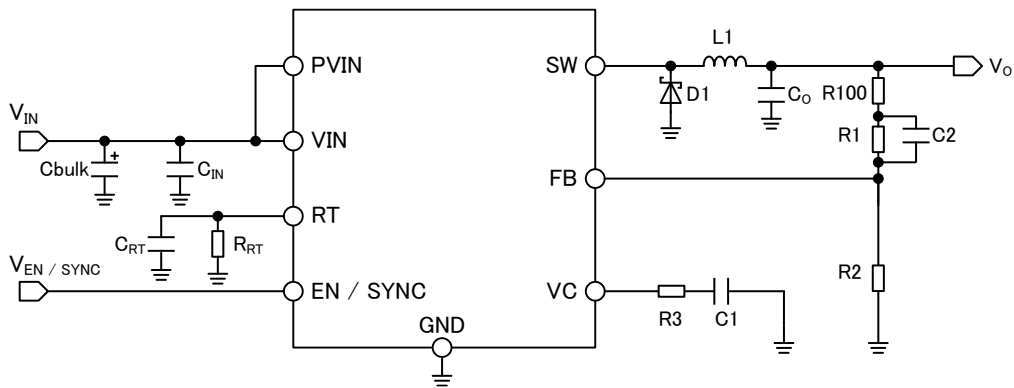 L1
PVIN
SW
V_O
V_IN
D1
C_O
R100
R1
C2
VIN
Cbulk
+
C_IN
FB
RT
C_RT
R_RT
V_EN / SYNC
R2
EN / SYNC
VC
R3
C1
GND